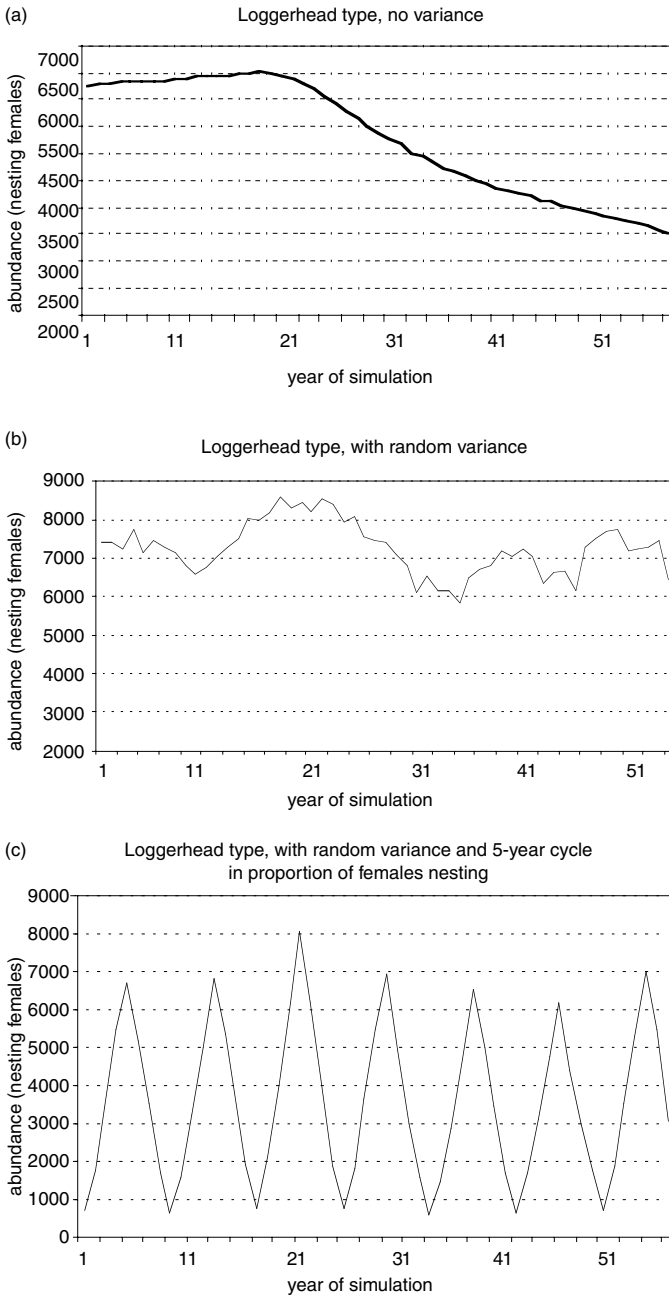 (a)
Loggerhead type, no variance
abundance (nesting females)
7000
6500
6000
5500
4500
4000
3500
3000
2500
2000
1 11 21 31 41 51
year of simulation
(b)
Loggerhead type, with random variance
abundance (nesting females)
9000
8000
7000
6000
5000
4000
3000
2000
1 11 21 31 41 51
year of simulation
(c)
Loggerhead type, with random variance and 5-year cycle
in proportion of females nesting
abundance (nesting females)
9000
8000
7000
6000
5000
4000
3000
2000
1000
0
1 11 21 31 41 51
year of simulation